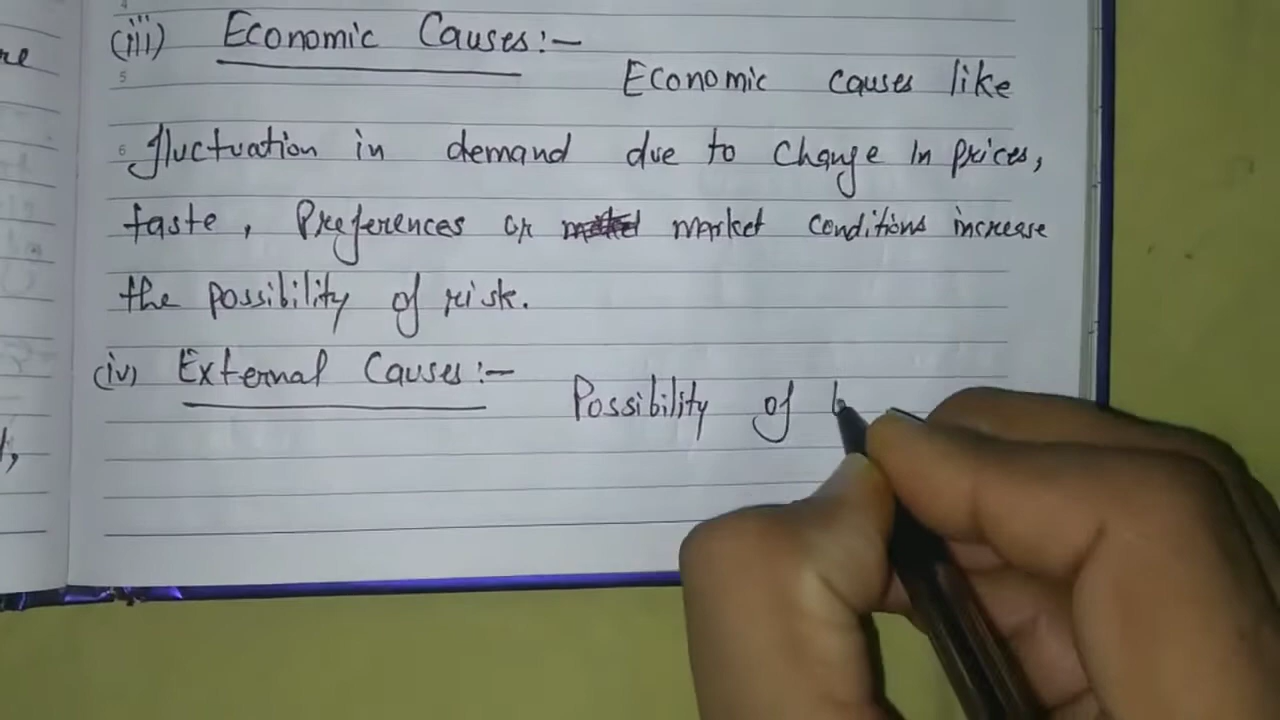 (iii) Economic Causes:-
Economic causes like
fluctuation in demand due to change in prices,
taste, Preferences or market conditions increase
the possibility of risk.
(iv) External Causes:-
Possibility of b